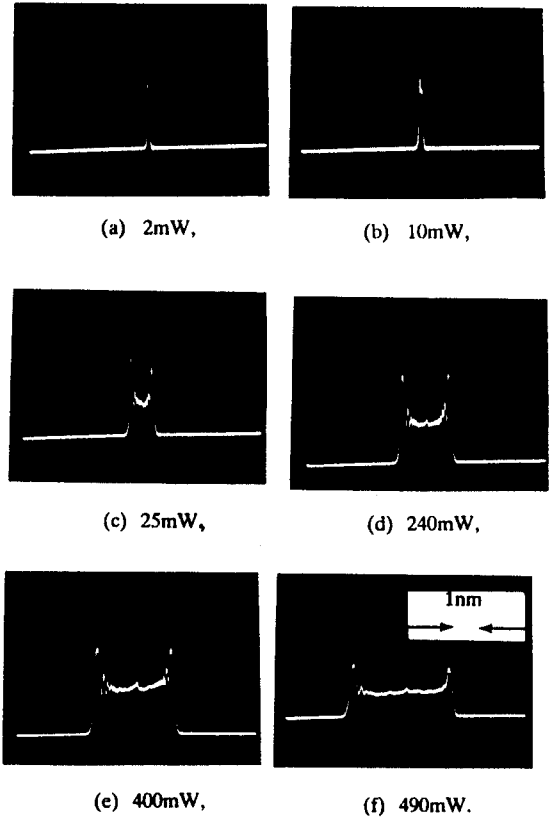 (a) 2mW,
(b) 10mW,
(c) 25mW,
(d) 240mW,
1nm
(e) 400mW,
(f) 490mW.